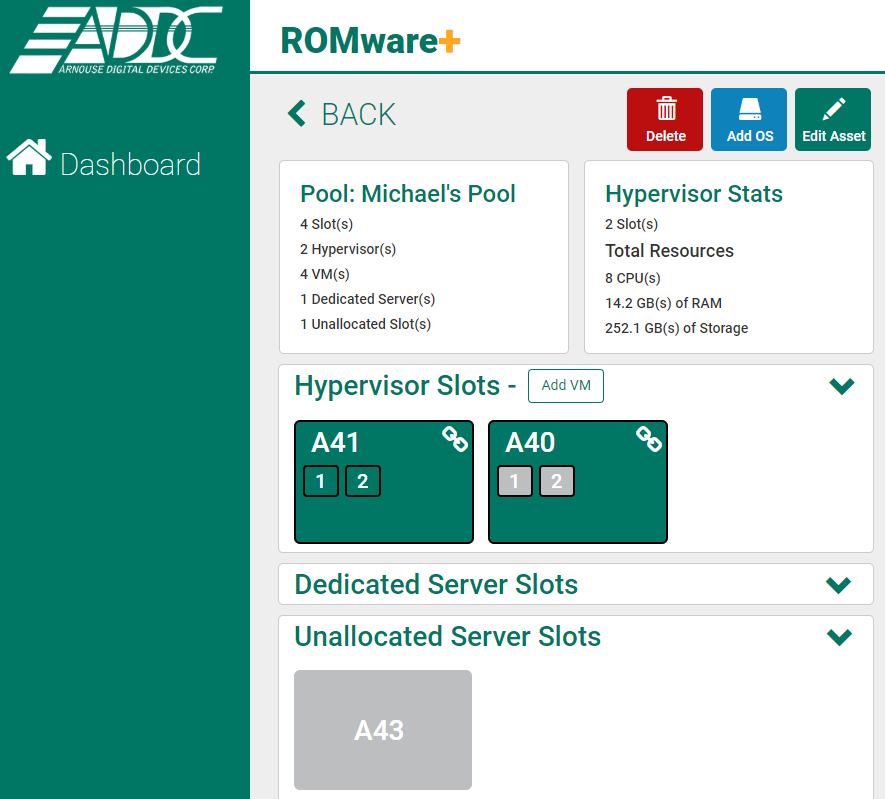 ADDC
ARNOUSE DIGITAL DEVICES CORP.
Dashboard
ROMware+
BACK
Delete
Add OS
Edit Asset
Pool: Michael's Pool
4 Slot(s)
2 Hypervisor(s)
4 VM(s)
1 Dedicated Server(s)
1 Unallocated Slot(s)
Hypervisor Stats
2 Slot(s)
Total Resources
8 CPU(s)
14.2 GB(s) of RAM
252.1 GB(s) of Storage
Hypervisor Slots - Add VM
A41
1 2
A40
1 2
Dedicated Server Slots
Unallocated Server Slots
A43